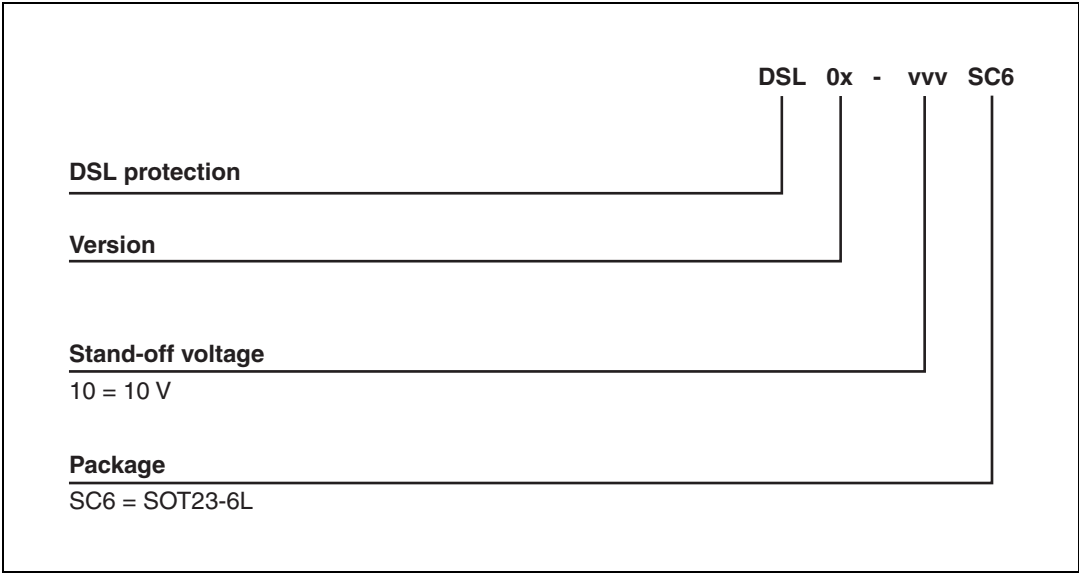 DSL 0x - vvv SC6
DSL protection
Version
Stand-off voltage
10 = 10 V
Package
SC6 = SOT23-6L